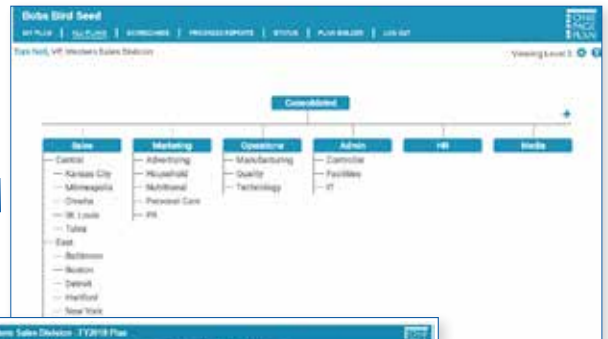 Bobs Bird Seed
MY PLAN | ALL PLANS | SCORECARDS | PROGRESS REPORTS | STATUS | PLAN BUILDER | LOG OUT
ONE PAGE PLAN
Tom Noll, VP, Western Sales Division
Viewing Level 3
Consolidated
Sales Marketing Operations Admin HR Media
Central Advertising Manufacturing Controller
Kansas City Household Quality Facilities
Minneapolis Nutritional Technology IT
Omaha Personal Care
St. Louis PR
Tulsa
East
Baltimore
Boston
Detroit
Hartford
New York
Sales Division - FY2019 Plan